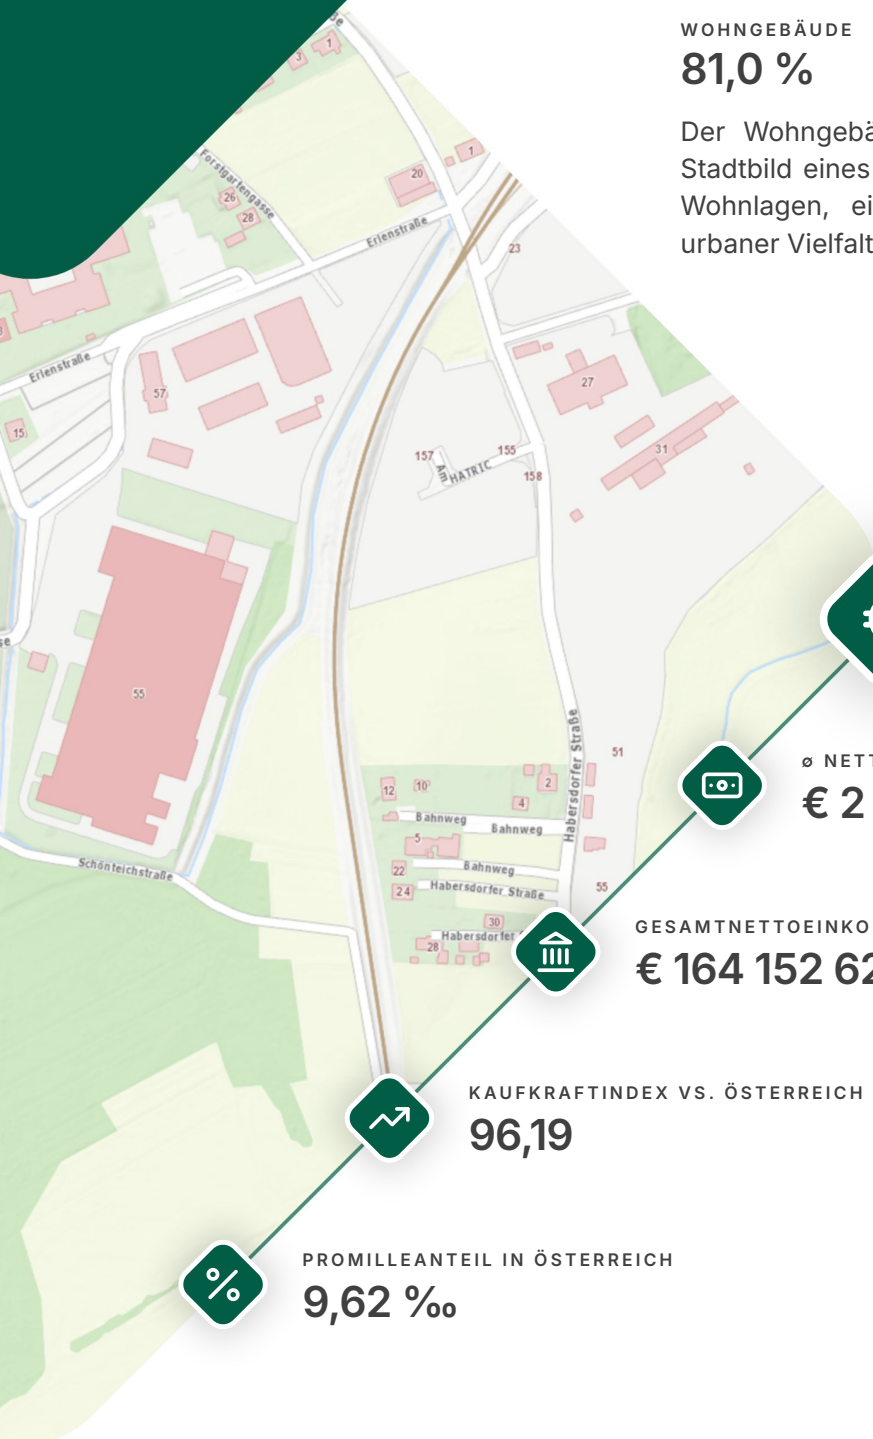 WOHNGEBÄUDE
81,0 %
Der Wohngebä
Stadtbild eines
Wohnlagen, ei
urbaner Vielfalt
1
3
1
20
Forstgartengasse
26
28
Erlenstraße
23
Erlenstraße
57
27
15
157
155
31
Am HATRIC
158
55
51
Habersdorfer Straße
12
10
2
4
Bahnweg
Bahnweg
5
Bahnweg
22
24
Habersdorfer Straße
55
Schönteichstraße
30
Habersdorfer
28
ø NETT
€ 2
GESAMTNETTOEINKO
€ 164 152 62
KAUFKRAFTINDEX VS. ÖSTERREICH
96,19
PROMILLEANTEIL IN ÖSTERREICH
9,62 ‰